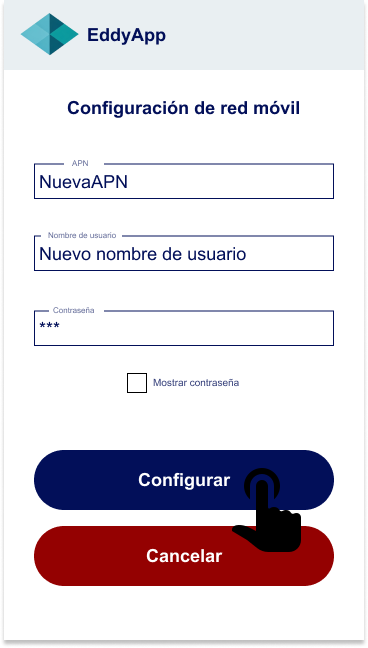 EddyApp
Configuración de red móvil
APN
NuevaAPN
Nombre de usuario
Nuevo nombre de usuario
Contraseña
***
Mostrar contraseña
Configurar
Cancelar